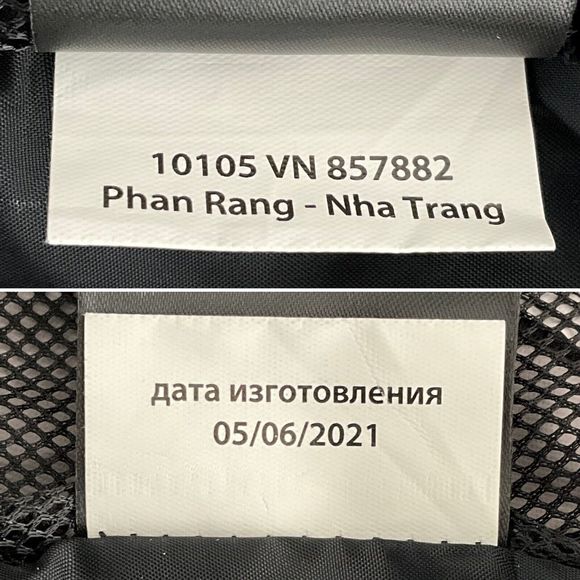 10105 VN 857882
Phan Rang - Nha Trang
дата изготовления
05/06/2021